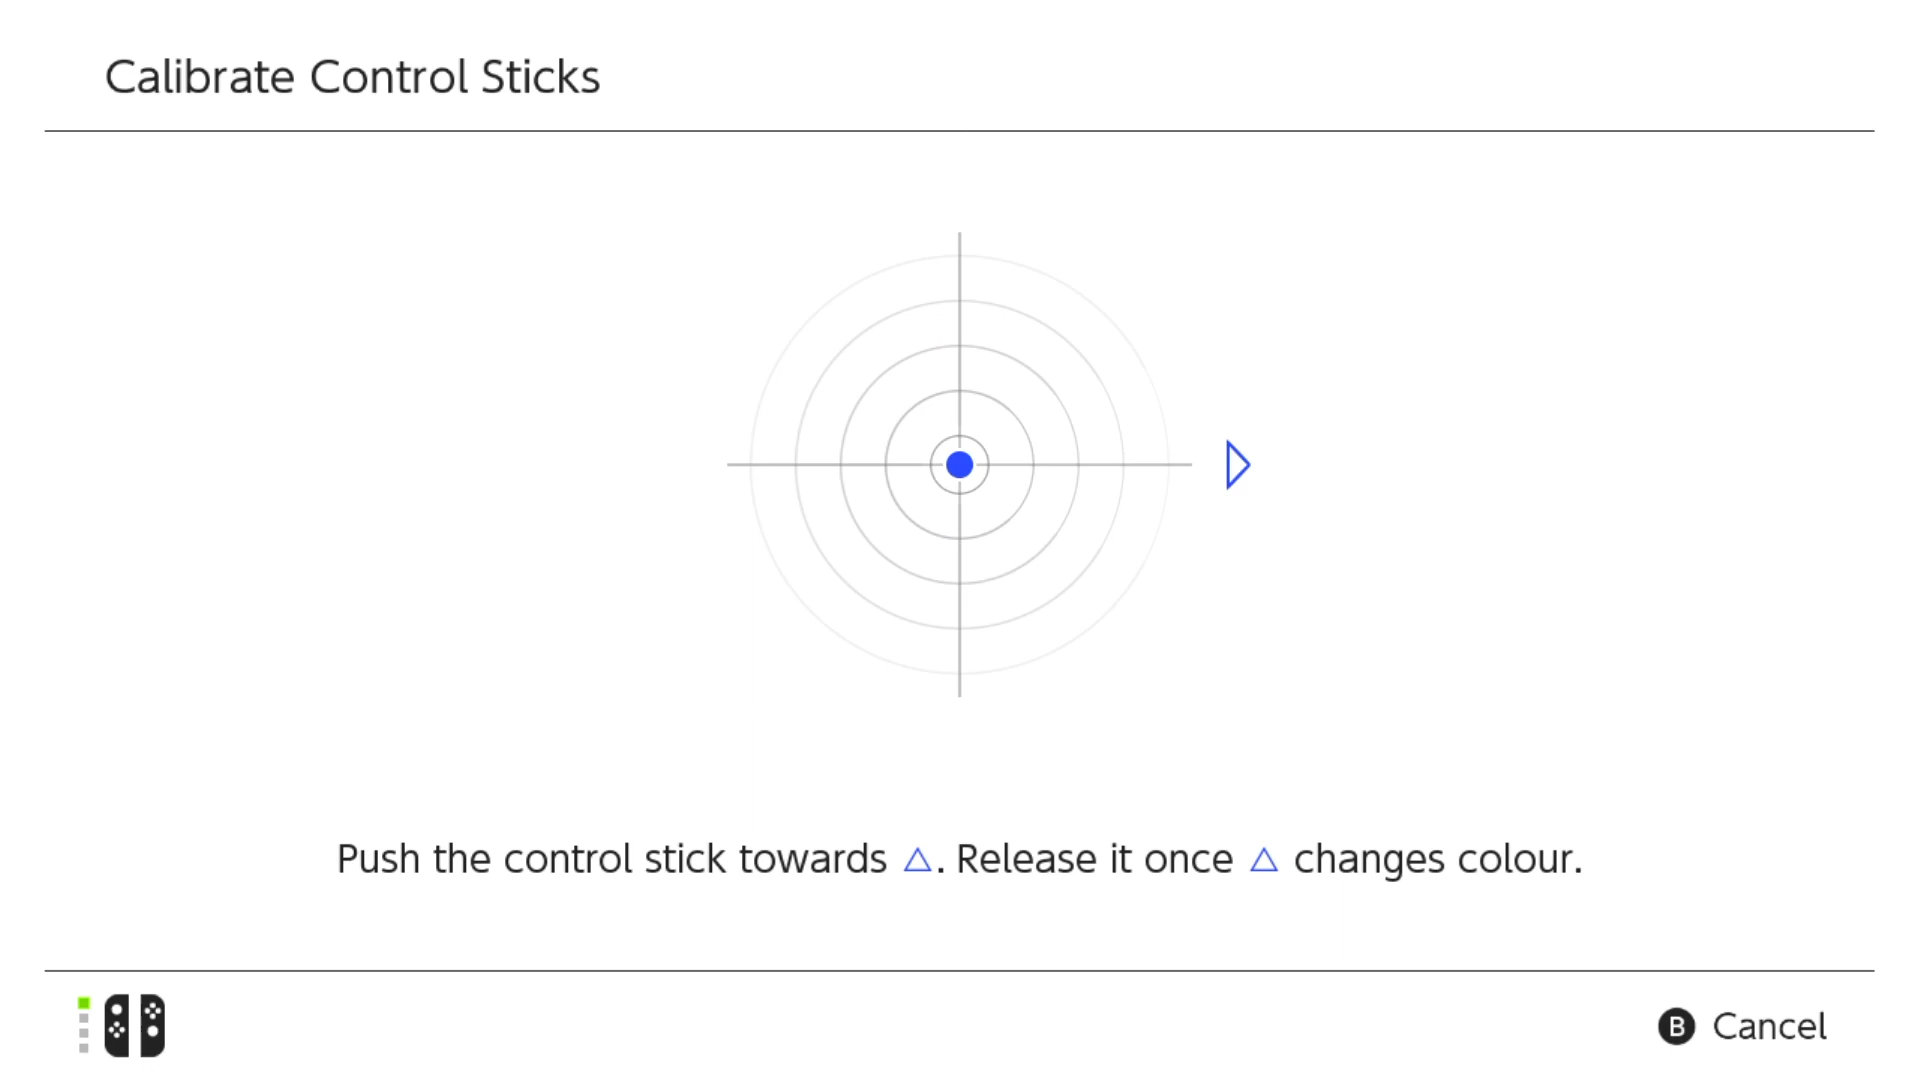 Calibrate Control Sticks
Push the control stick towards △. Release it once △ changes colour.
B Cancel